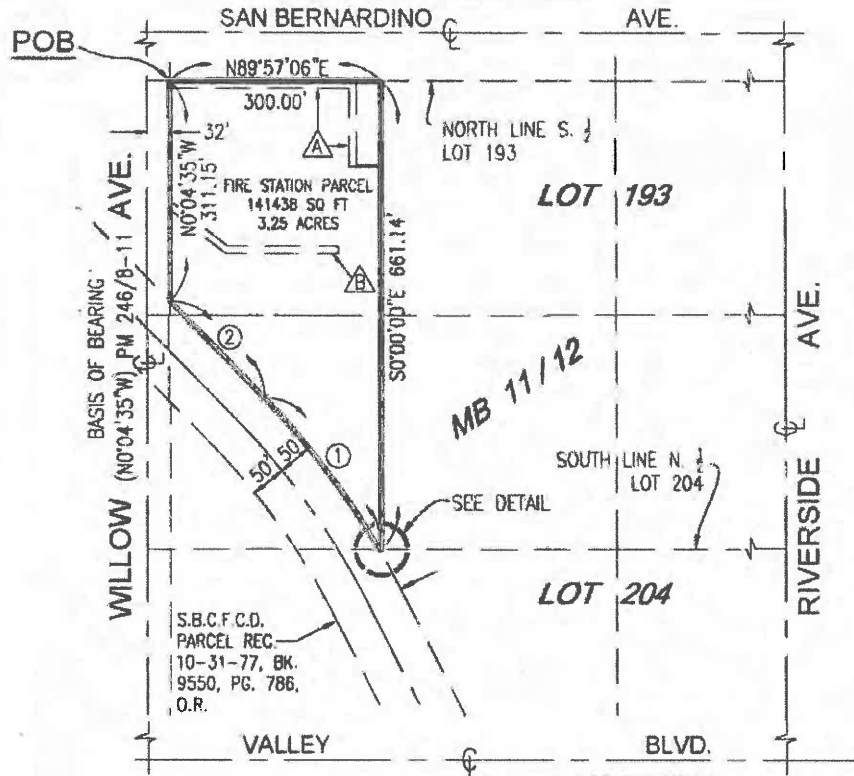 SAN BERNARDINO AVE.
POB
N89°57'06"E
300.00'
32'
NORTH LINE S. ½
LOT 193
A
FIRE STATION PARCEL
141438 SQ FT
3.25 ACRES
LOT 193
N0°04'35"W
311.15'
B
S0°00'00"E 661.14'
BASIS OF BEARING
WILLOW (N0°04'35"W) PM 246/8-11 AVE.
2
MB 11/12
RIVERSIDE AVE.
50' 50'
1
SOUTH LINE N. ½
LOT 204
SEE DETAIL
LOT 204
S.B.C.F.C.D.
PARCEL REC.
10-31-77, BK.
9550, PG. 786,
O.R.
VALLEY BLVD.